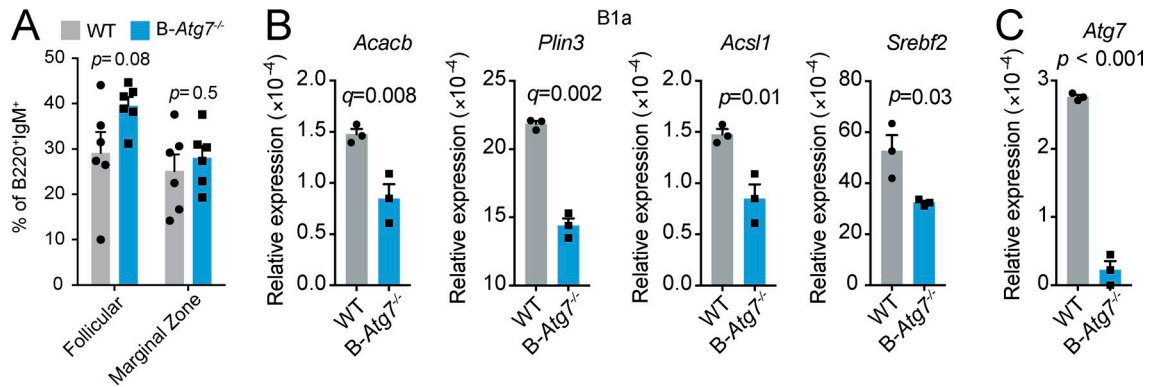 A
WT
B-Atg7⁻/⁻
% of B220⁺IgM⁺
50
40
30
20
10
0
p= 0.08
p= 0.5
Follicular
Marginal Zone
B
B1a
Acacb
Relative expression (×10⁻⁴)
2.0
1.5
1.0
0.5
0.0
q=0.008
WT
B-Atg7⁻/⁻
Plin3
Relative expression (×10⁻⁴)
25
20
15
10
q=0.002
WT
B-Atg7⁻/⁻
Acsl1
Relative expression (×10⁻⁴)
2.0
1.5
1.0
0.5
0.0
p=0.01
WT
B-Atg7⁻/⁻
Srebf2
Relative expression (×10⁻⁴)
80
60
40
20
0
p=0.03
WT
B-Atg7⁻/⁻
C
Atg7
p < 0.001
Relative expression (×10⁻⁴)
3
2
1
0
WT
B-Atg7⁻/⁻